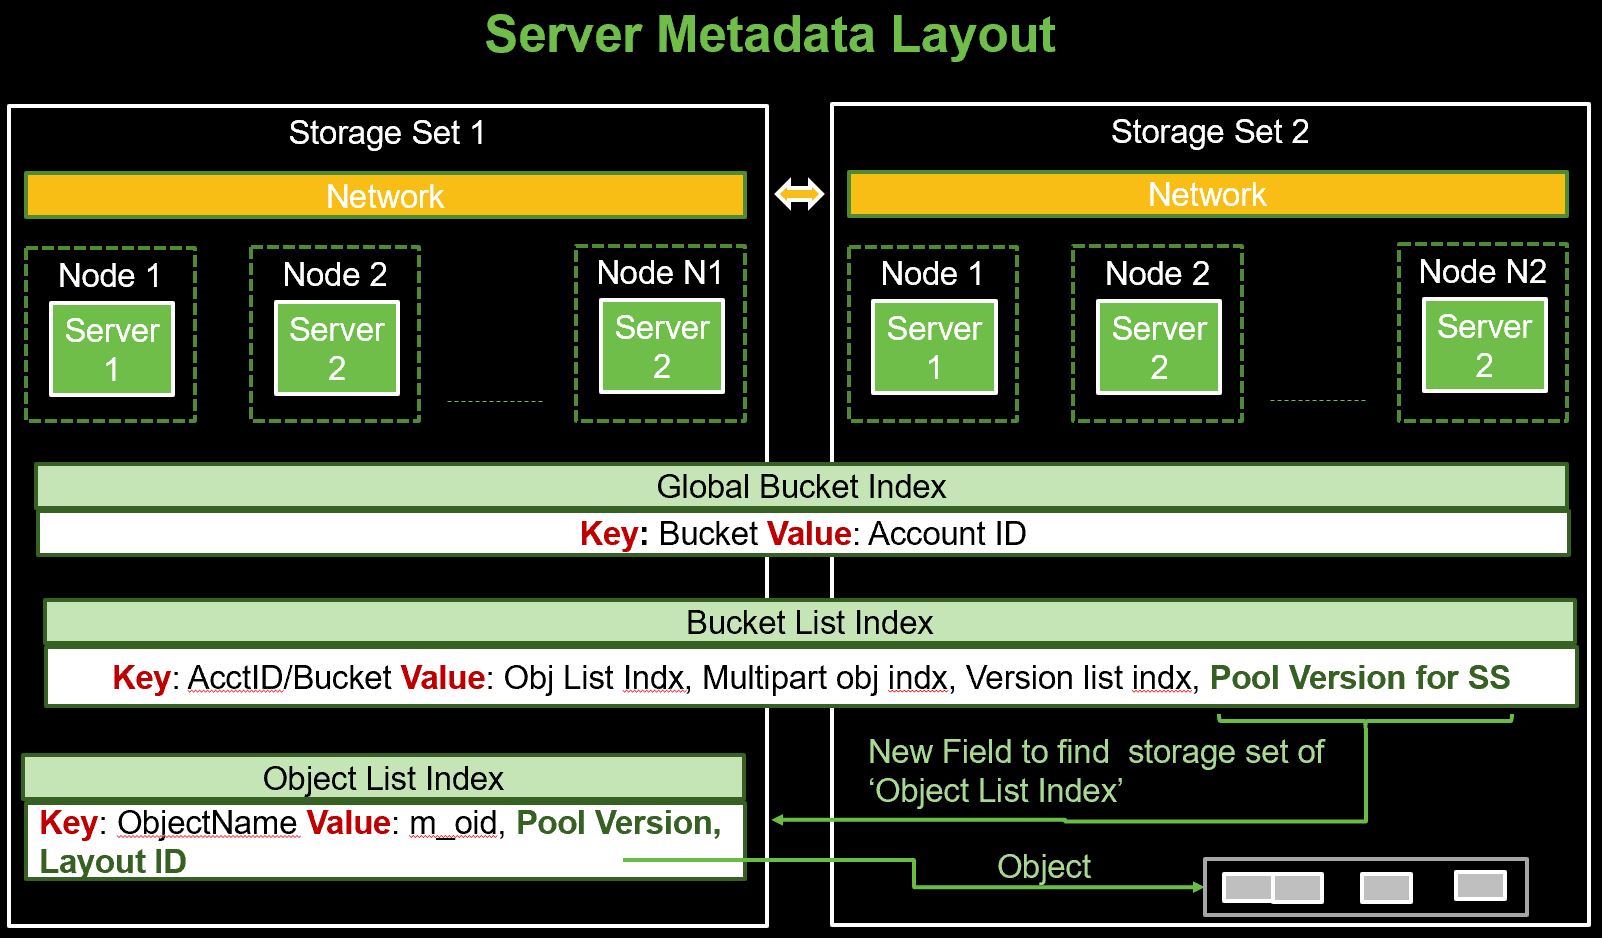 Server Metadata Layout
Storage Set 1
Network
Node 1
Server
1
Node 2
Server
2
Node N1
Server
2
Storage Set 2
Network
Node 1
Server
1
Node 2
Server
2
Node N2
Server
2
Global Bucket Index
Key: Bucket Value: Account ID
Bucket List Index
Key: AcctID/Bucket Value: Obj List Indx, Multipart obj indx, Version list indx, Pool Version for SS
New Field to find storage set of
‘Object List Index’
Object List Index
Key: ObjectName Value: m_oid, Pool Version,
Layout ID
Object